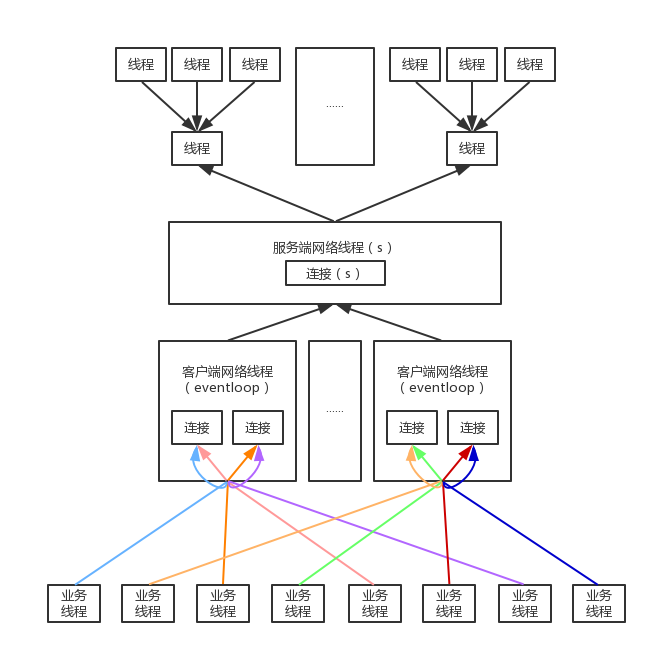 线程 线程 线程 线程 线程 线程
......
线程 线程
服务端网络线程（s）
连接（s）
客户端网络线程 客户端网络线程
（eventloop） （eventloop）
......
连接 连接 连接 连接
业务 业务 业务 业务 业务 业务 业务 业务
线程 线程 线程 线程 线程 线程 线程 线程